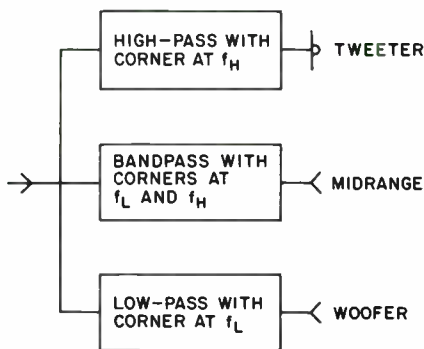 HIGH-PASS WITH
CORNER AT fH
TWEETER
BANDPASS WITH
CORNERS AT
fL AND fH
MIDRANGE
LOW-PASS WITH
CORNER AT fL
WOOFER